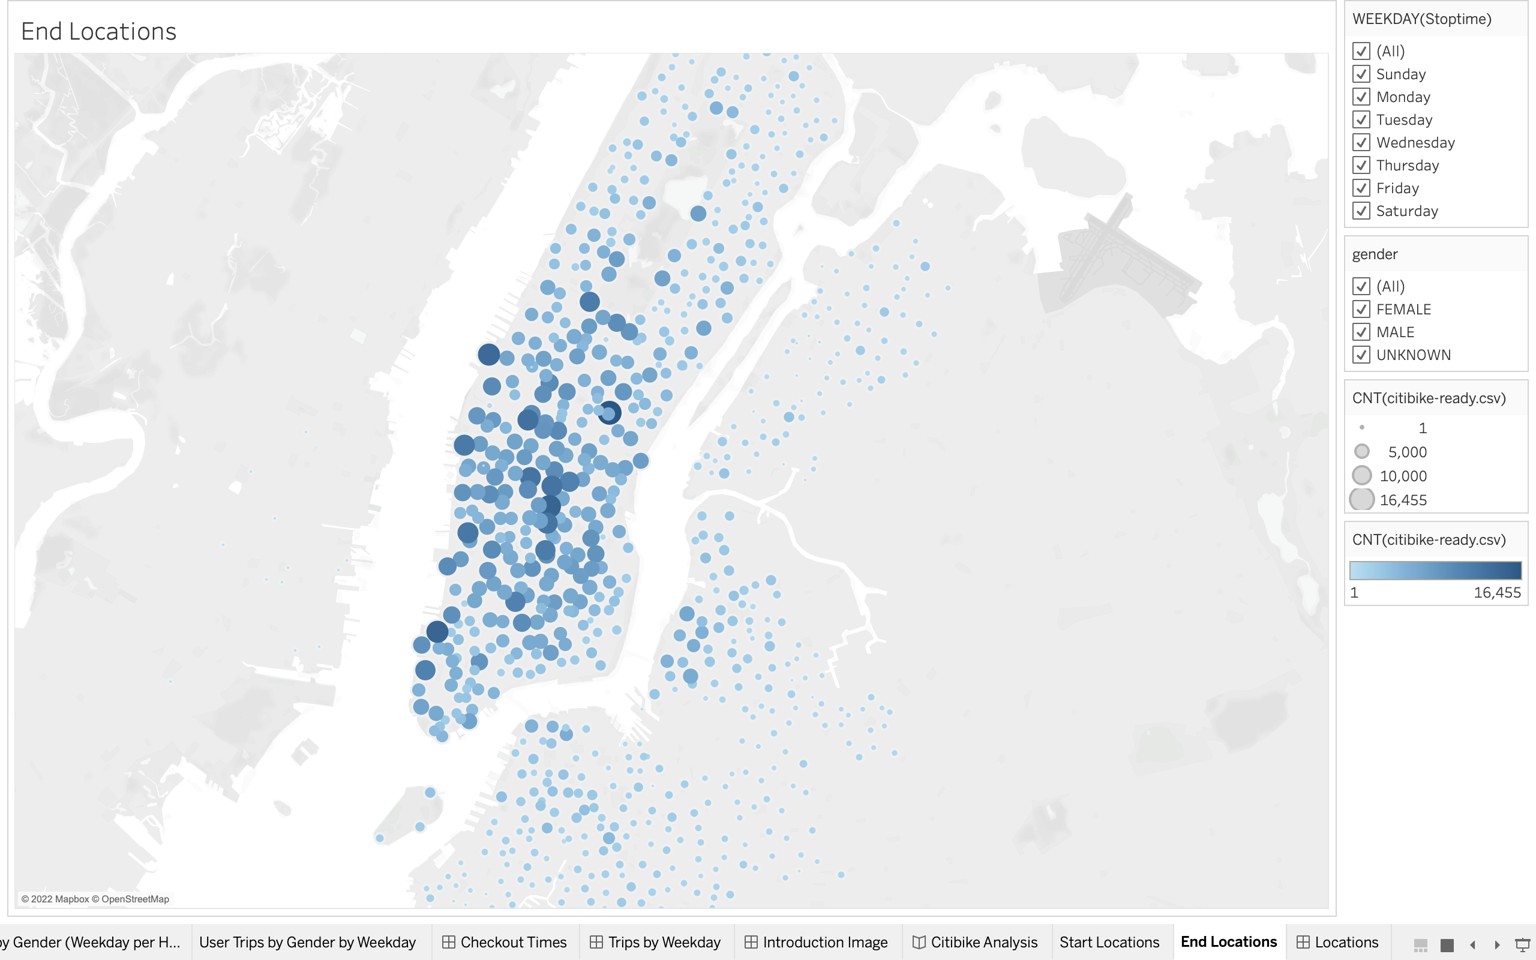 End Locations
WEEKDAY(Stoptime)
(All)
Sunday
Monday
Tuesday
Wednesday
Thursday
Friday
Saturday
gender
(All)
FEMALE
MALE
UNKNOWN
CNT(citibike-ready.csv)
1
5,000
10,000
16,455
CNT(citibike-ready.csv)
1 16,455
© 2022 Mapbox © OpenStreetMap
by Gender (Weekday per H... User Trips by Gender by Weekday Checkout Times Trips by Weekday Introduction Image Citibike Analysis Start Locations End Locations Locations